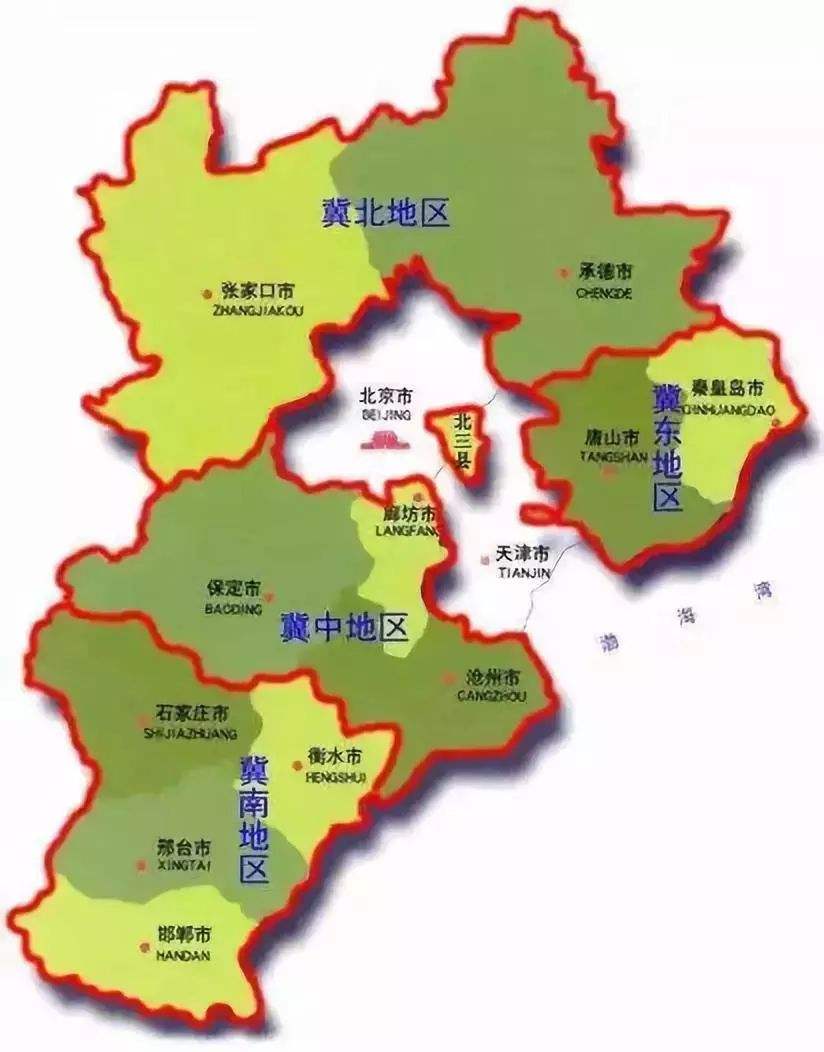 冀北地区
张家口市
ZHANGJIAKOU
承德市
CHENGDE
北京市
BEIJING
北三县
秦皇岛市
QINHUANGDAO
冀东地区
唐山市
TANGSHAN
廊坊市
LANGFANG
天津市
TIANJIN
保定市
BAODING
冀中地区
渤海湾
沧州市
CANGZHOU
石家庄市
SHIJIAZHUANG
衡水市
HENGSHUI
冀南地区
邢台市
XINGTAI
邯郸市
HANDAN